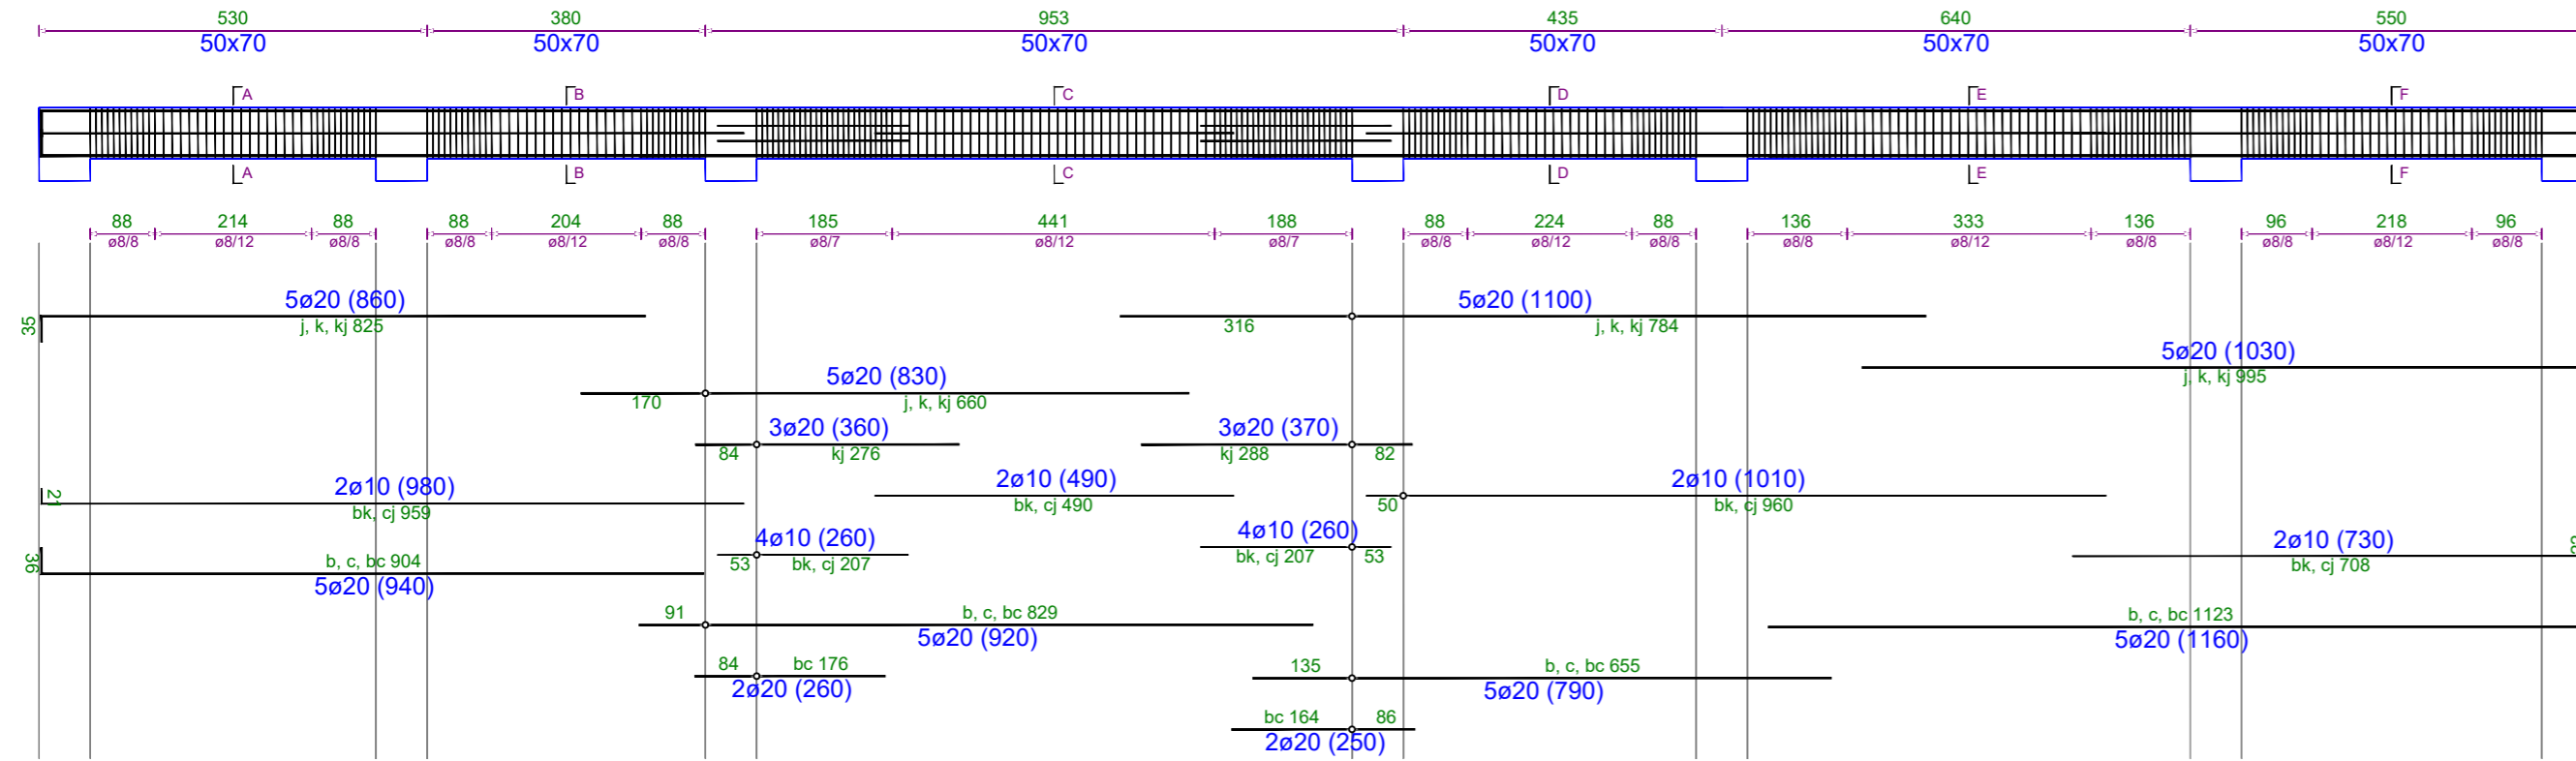 530 380 953 435 640 550
50x70 50x70 50x70 50x70 50x70 50x70
A B C D E F
A B C D E F
88 214 88 88 204 88 185 441 188 88 224 88 136 333 136 96 218 96
ø8/8 ø8/12 ø8/8 ø8/8 ø8/12 ø8/8 ø8/7 ø8/12 ø8/7 ø8/8 ø8/12 ø8/8 ø8/8 ø8/12 ø8/8 ø8/8 ø8/12 ø8/8
5ø20 (860) 5ø20 (1100)
35 j, k, kj 825 316 j, k, kj 784
5ø20 (1030)
j, k, kj 995
5ø20 (830)
170 j, k, kj 660
3ø20 (360) 3ø20 (370)
84 kj 276 kj 288 82
2ø10 (980) 2ø10 (490) 2ø10 (1010)
21 bk, cj 959 bk, cj 490 50 bk, cj 960
4ø10 (260) 4ø10 (260) 2ø10 (730)
53 bk, cj 207 bk, cj 207 53 bk, cj 708
36 b, c, bc 904
5ø20 (940)
91 b, c, bc 829 b, c, bc 1123
5ø20 (920) 5ø20 (1160)
84 bc 176 135 b, c, bc 655
2ø20 (260) 5ø20 (790)
bc 164 86
2ø20 (250)